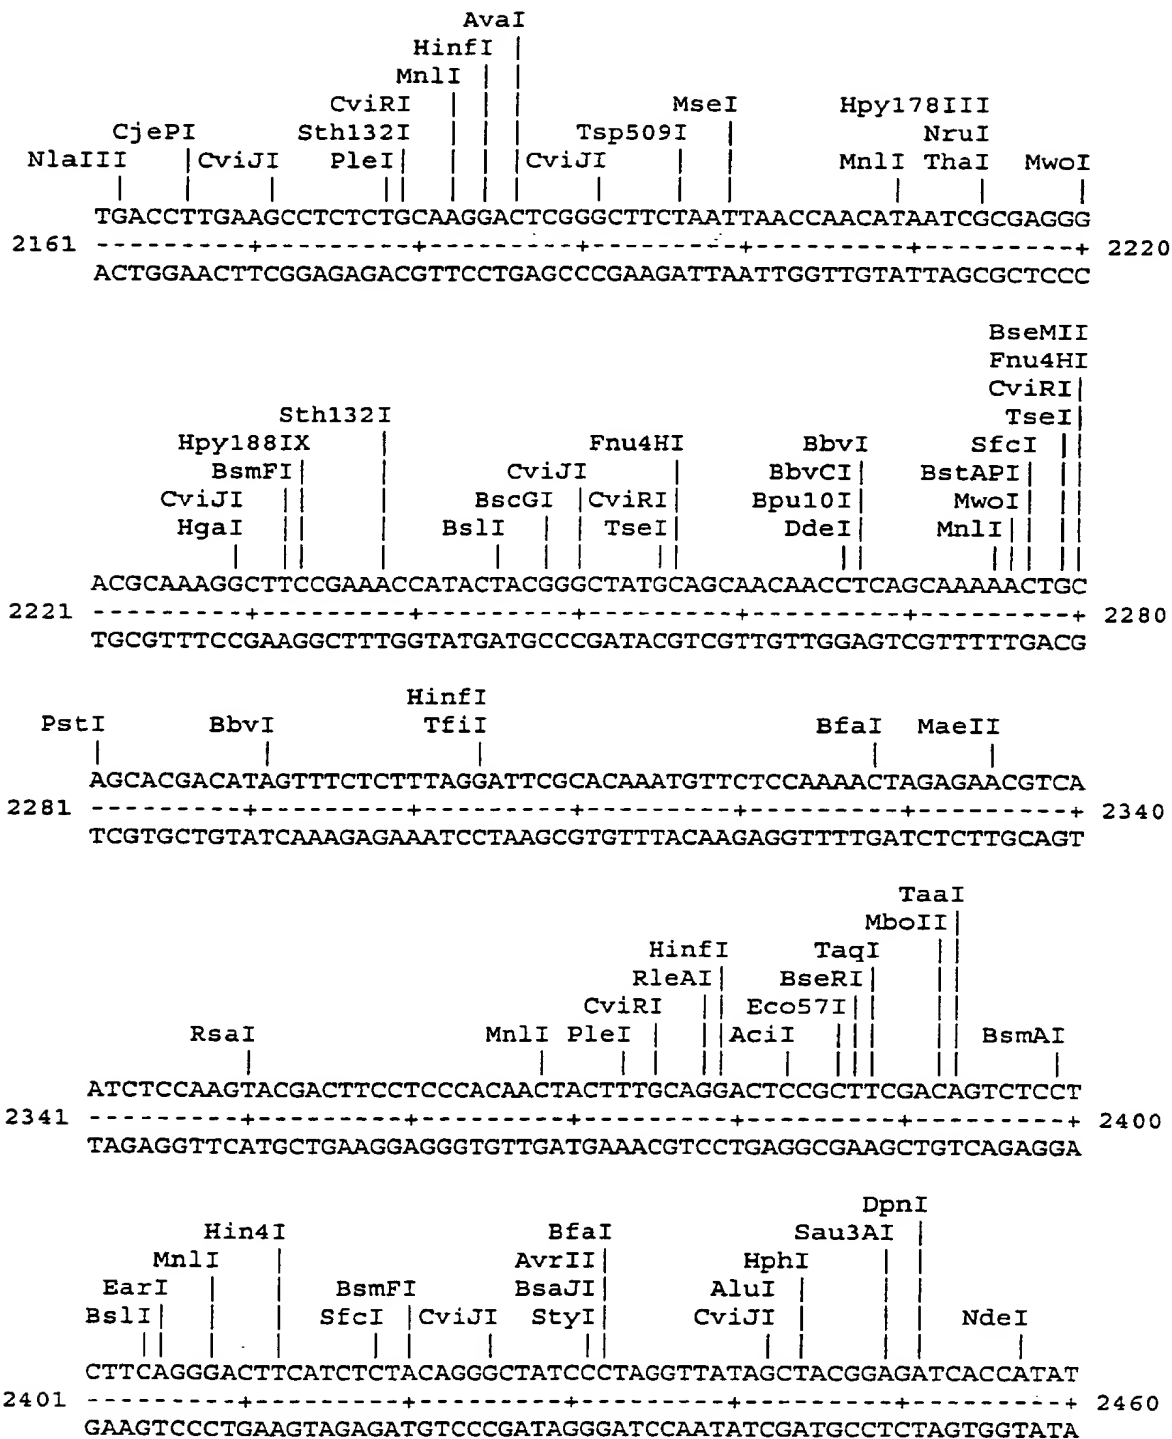 AvaI
HinfI
MnlI
CviRI MseI Hpy178III
CjePI Sth132I Tsp509I NruI
NlaIII CviJI PleI CviJI MnlI ThaI MwoI
TGACCTTGAAGCCTCTCTGCAAGGACTCGGGCTTCTAATTAACCAACATAATCGCGAGGG
2161 ---------+---------+---------+---------+---------+---------+ 2220
ACTGGAACTTCGGAGAGACGTTCCTGAGCCCGAAGATTAATTGGTTGTATTAGCGCTCCC
BseMII
Fnu4HI
CviRI
Sth132I TseI
Hpy188IX Fnu4HI BbvI SfcI
BsmFI CviJI BbvCI BstAPI
CviJI BscGI CviRI Bpu10I MwoI
HgaI BslI TseI DdeI MnlI
ACGCAAAGGCTTCCGAAACCATACTACGGGCTATGCAGCAACAACCTCAGCAAAAACTGC
2221 ---------+---------+---------+---------+---------+---------+ 2280
TGCGTTTCCGAAGGCTTTGGTATGATGCCCGATACGTCGTTGTTGGAGTCGTTTTTGACG
HinfI
PstI BbvI TfiI BfaI MaeII
AGCACGACATAGTTTCTCTTTAGGATTCGCACAAATGTTCTCCAAAACTAGAGAACGTCA
2281 ---------+---------+---------+---------+---------+---------+ 2340
TCGTGCTGTATCAAAGAGAAATCCTAAGCGTGTTTACAAGAGGTTTTGATCTCTTGCAGT
TaaI
MboII
HinfI TaqI
RleAI BseRI
CviRI Eco57I
RsaI MnlI PleI AciI BsmAI
ATCTCCAAGTACGACTTCCTCCCACAACTACTTTGCAGGACTCCGCTTCGACAGTCTCCT
2341 ---------+---------+---------+---------+---------+---------+ 2400
TAGAGGTTCATGCTGAAGGAGGGTGTTGATGAAACGTCCTGAGGCGAAGCTGTCAGAGGA
DpnI
Hin4I BfaI Sau3AI
MnlI AvrII HphI
EarI BsmFI BsaJI AluI
BslI SfcI CviJI StyI CviJI NdeI
CTTCAGGGACTTCATCTCTACAGGGCTATCCCTAGGTTATAGCTACGGAGATCACCATAT
2401 ---------+---------+---------+---------+---------+---------+ 2460
GAAGTCCCTGAAGTAGAGATGTCCCGATAGGGATCCAATATCGATGCCTCTAGTGGTATA